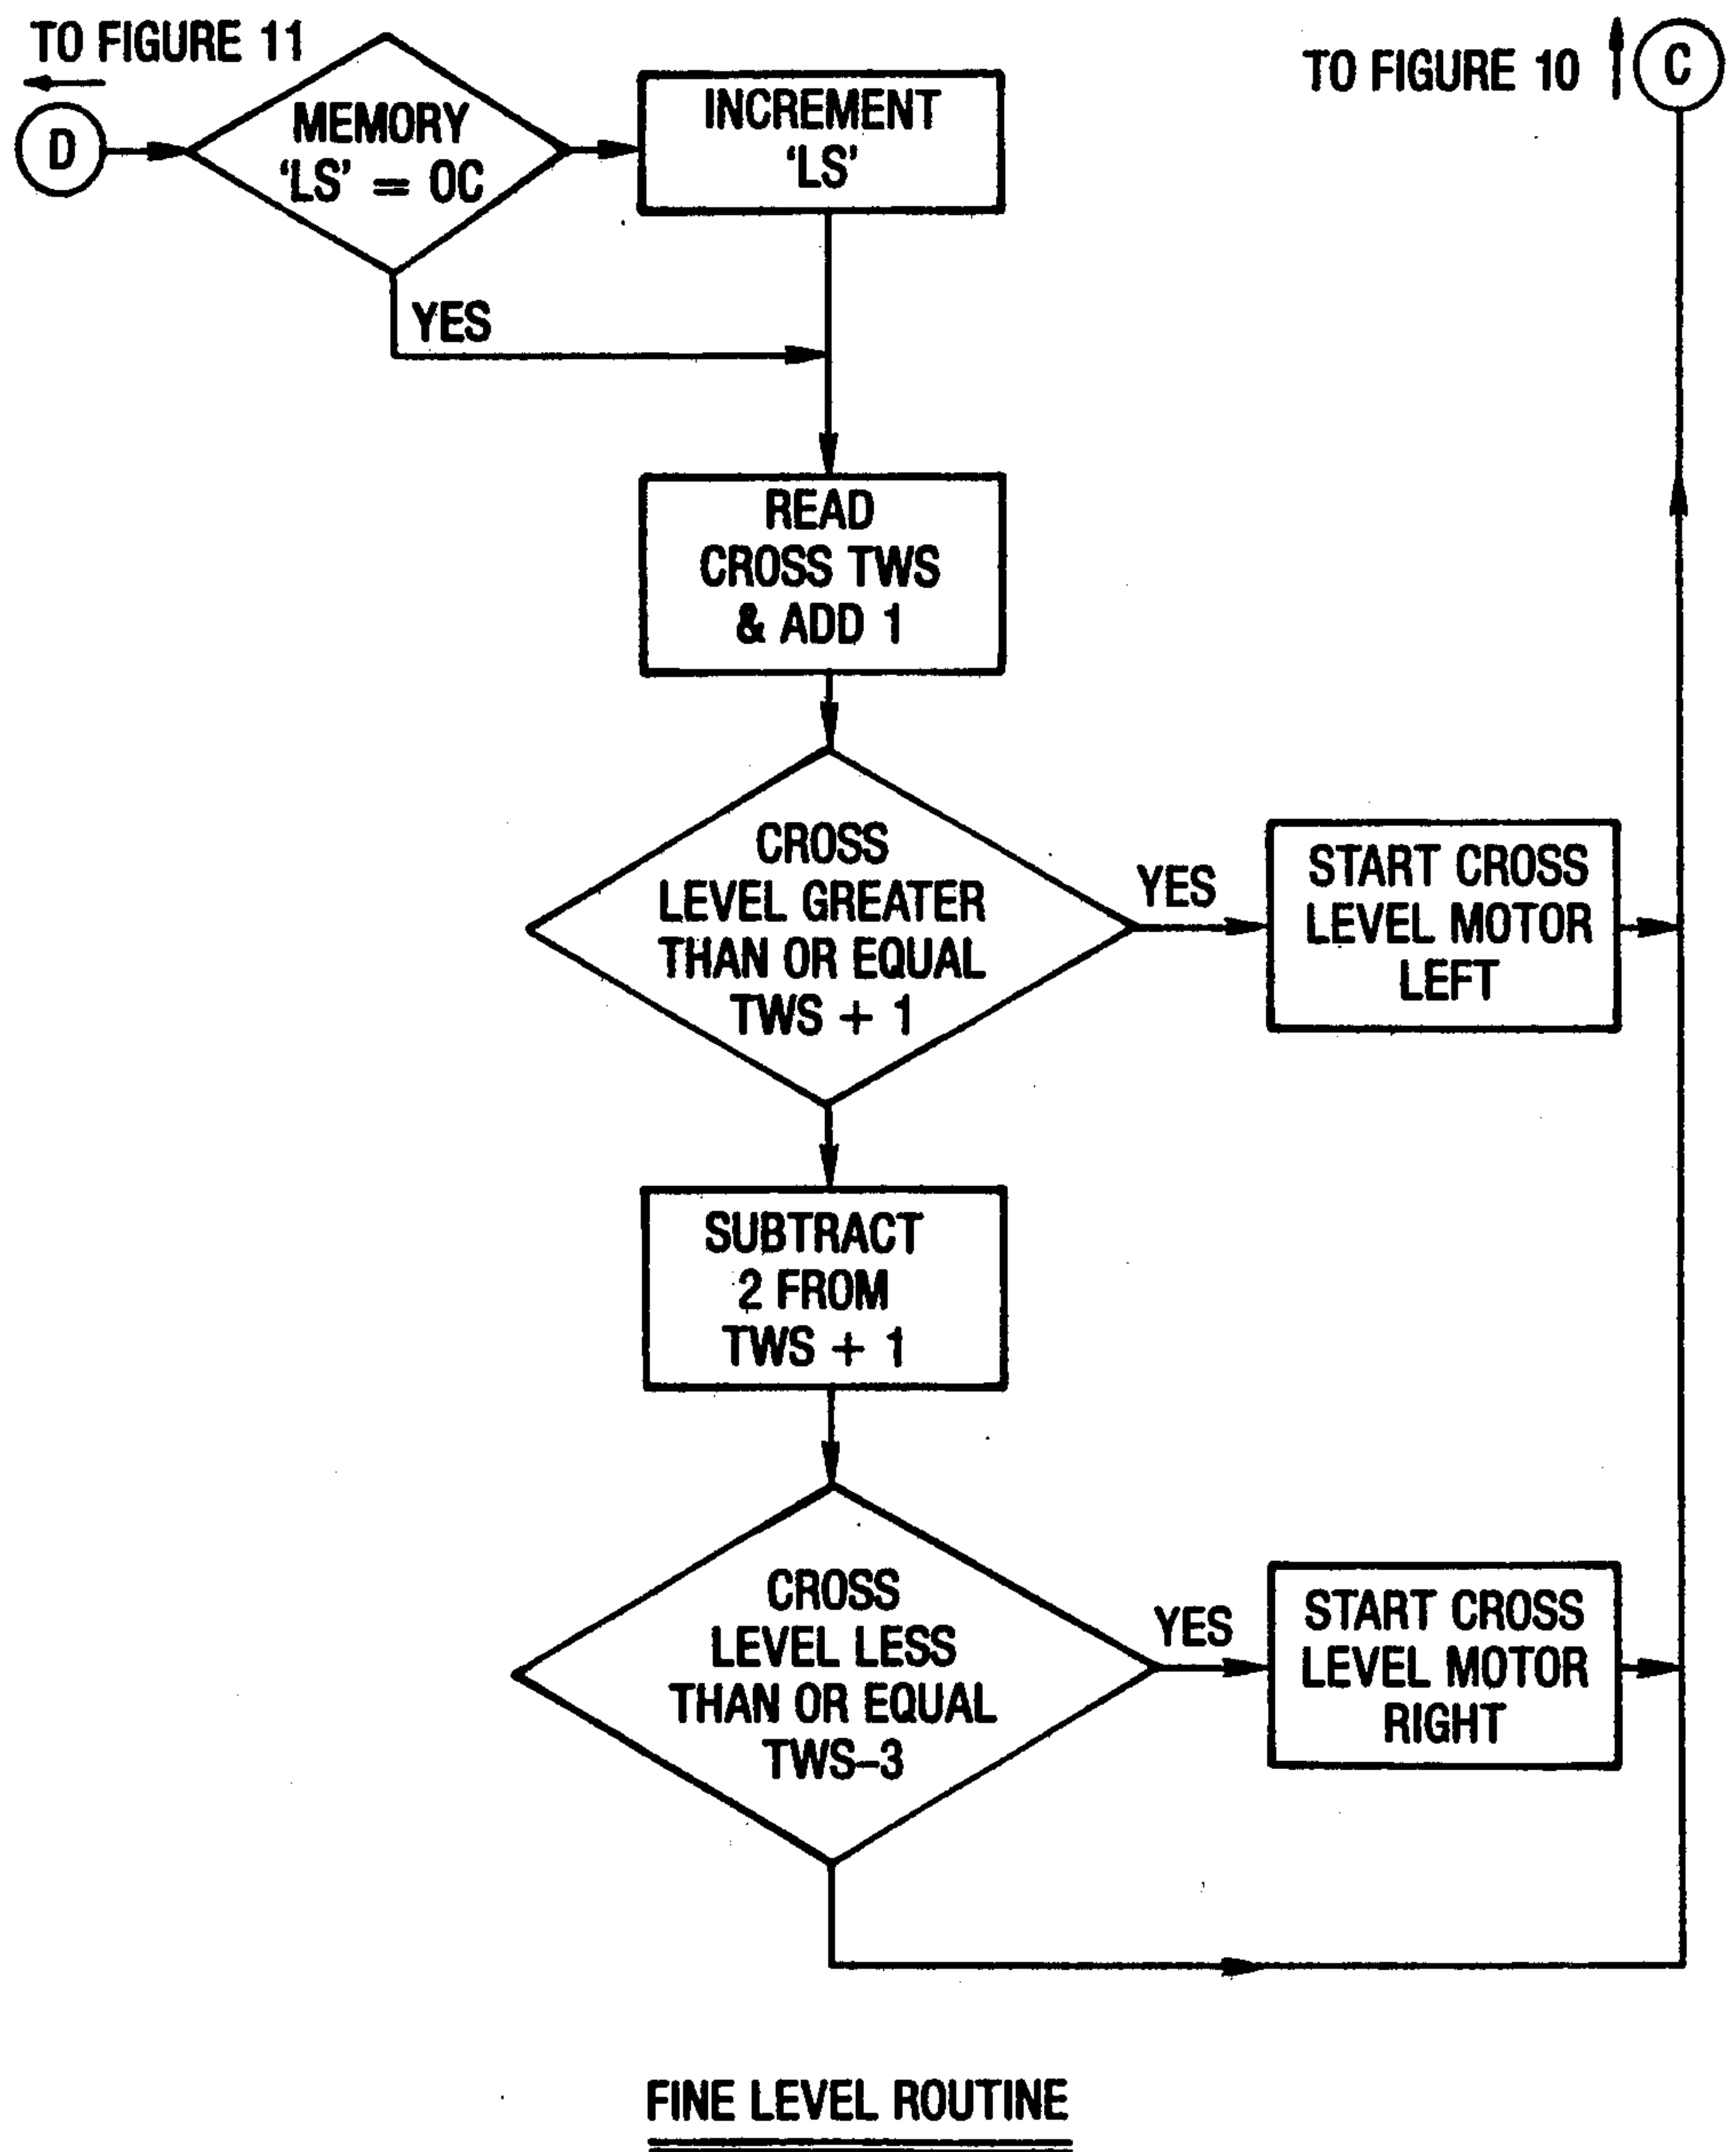 TO FIGURE 11
D
MEMORY
'LS' = 0C
INCREMENT
'LS'
TO FIGURE 10
C
YES
READ
CROSS TWS
& ADD 1
CROSS
LEVEL GREATER
THAN OR EQUAL
TWS + 1
YES
START CROSS
LEVEL MOTOR
LEFT
SUBTRACT
2 FROM
TWS + 1
CROSS
LEVEL LESS
THAN OR EQUAL
TWS-3
YES
START CROSS
LEVEL MOTOR
RIGHT
FINE LEVEL ROUTINE